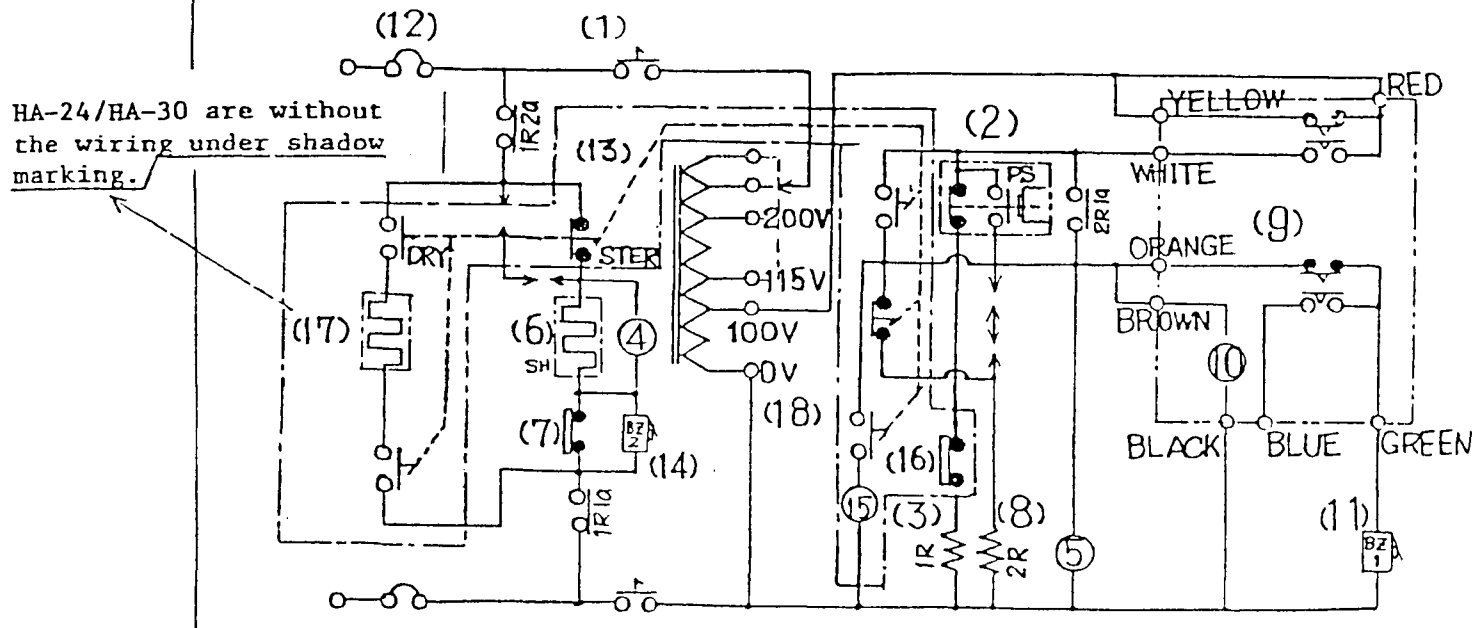 (12)
(1)
HA-24/HA-30 are without
the wiring under shadow
marking.
1R2a
(13)
(2)
RED
YELLOW
PS
WHITE
2R1a
200V
DRY
STER
ORANGE
(9)
115V
(17)
(6)
4
SH
100V
BROWN
10
0V
(18)
(7)
BZ
2
(14)
(16)
BLACK
BLUE
GREEN
1R1a
15
(3)
(8)
(11)
1R
2R
5
BZ
1